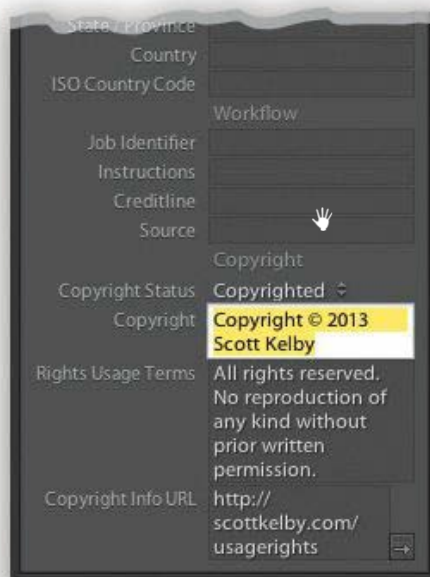 State / Province
Country
ISO Country Code
Workflow
Job Identifier
Instructions
Creditline
Source
Copyright
Copyright Status Copyrighted
Copyright Copyright © 2013
Scott Kelby
Rights Usage Terms All rights reserved.
No reproduction of
any kind without
prior written
permission.
Copyright Info URL http://
scottkelby.com/
usagerights